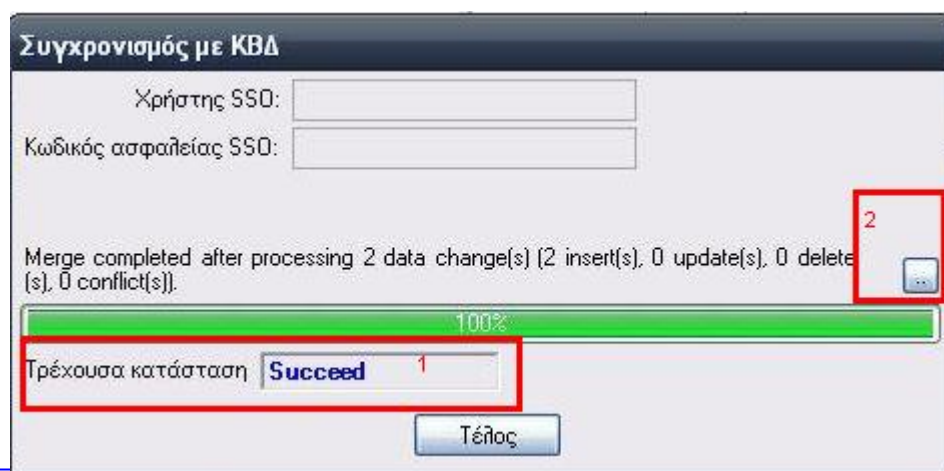 Συγχρονισμός με ΚΒΔ
Χρήστης SSO:
Κωδικός ασφαλείας SSO:
2
Merge completed after processing 2 data change(s) (2 insert(s), 0 update(s), 0 delete
(s), 0 conflict(s)).
..
100%
Τρέχουσα κατάσταση Succeed 1
Τέλος